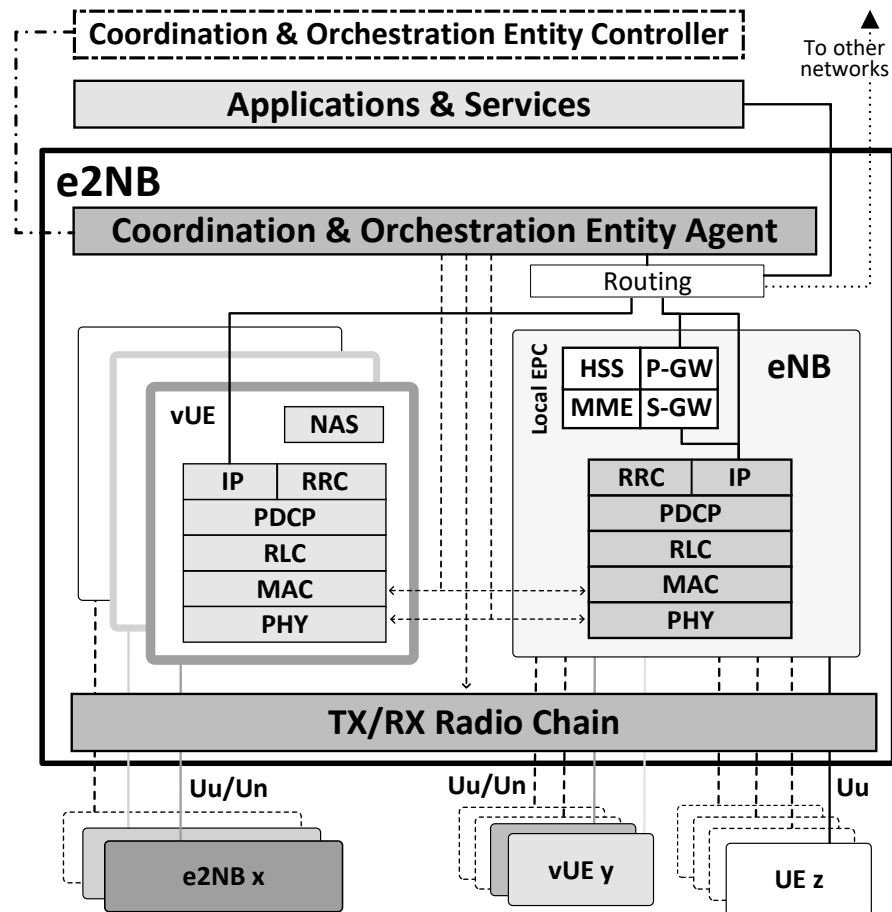 Coordination & Orchestration Entity Controller
To other
networks
Applications & Services
e2NB
Coordination & Orchestration Entity Agent
Routing
Local EPC
HSS
P-GW
eNB
MME
S-GW
vUE
NAS
IP
RRC
PDCP
RLC
MAC
PHY
RRC
IP
PDCP
RLC
MAC
PHY
TX/RX Radio Chain
Uu/Un
Uu/Un
Uu
e2NB x
vUE y
UE z